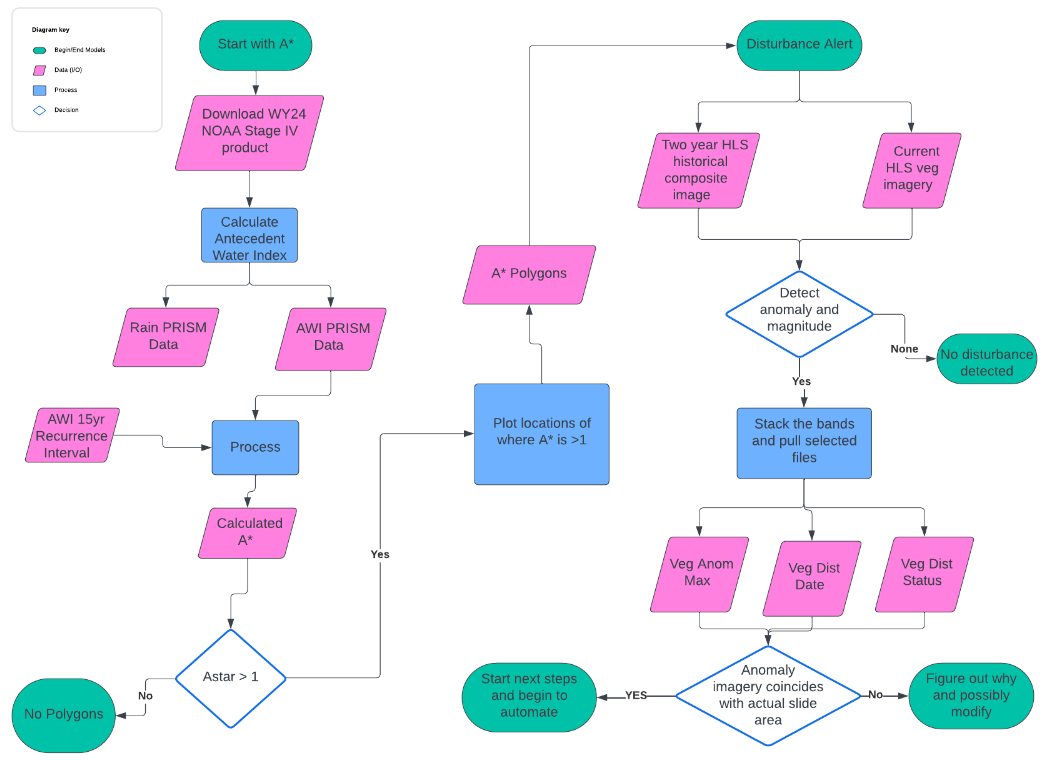 Diagram key
Begin/End Models
Data (I/O)
Process
Decision
Start with A*
Download WY24
NOAA Stage IV
product
Calculate
Antecedent
Water Index
Rain PRISM
Data
AWI PRISM
Data
AWI 15yr
Recurrence
Interval
Process
Calculated
A*
Astar > 1
No
No Polygons
Yes
Plot locations of
where A* is >1
A* Polygons
Disturbance Alert
Two year HLS
historical
composite
image
Current
HLS veg
imagery
Detect
anomaly and
magnitude
None
No disturbance
detected
Yes
Stack the bands
and pull selected
files
Veg Anom
Max
Veg Dist
Date
Veg Dist
Status
Anomaly
imagery coincides
with actual slide
area
YES
Start next steps
and begin to
automate
No
Figure out why
and possibly
modify